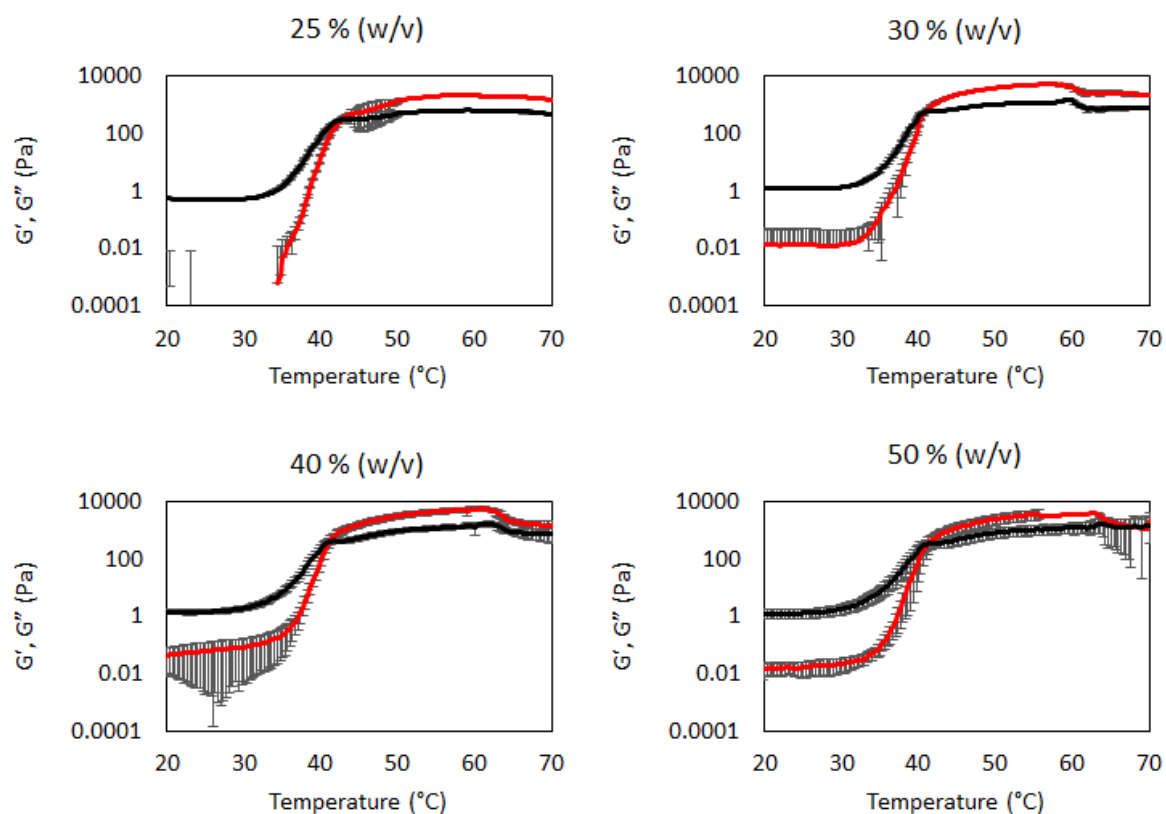 25 % (w/v)
30 % (w/v)
G′, G″ (Pa)
10000
100
1
0.01
0.0001
20 30 40 50 60 70
Temperature (°C)
G′, G″ (Pa)
10000
100
1
0.01
0.0001
20 30 40 50 60 70
Temperature (°C)
40 % (w/v)
50 % (w/v)
G′, G″ (Pa)
10000
100
1
0.01
0.0001
20 30 40 50 60 70
Temperature (°C)
G′, G″ (Pa)
10000
100
1
0.01
0.0001
20 30 40 50 60 70
Temperature (°C)